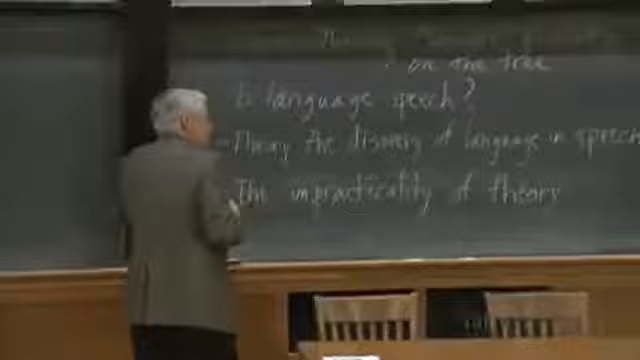 on the tree
Is language speech?
Theory the discovery of language in speech
The impracticality of theory